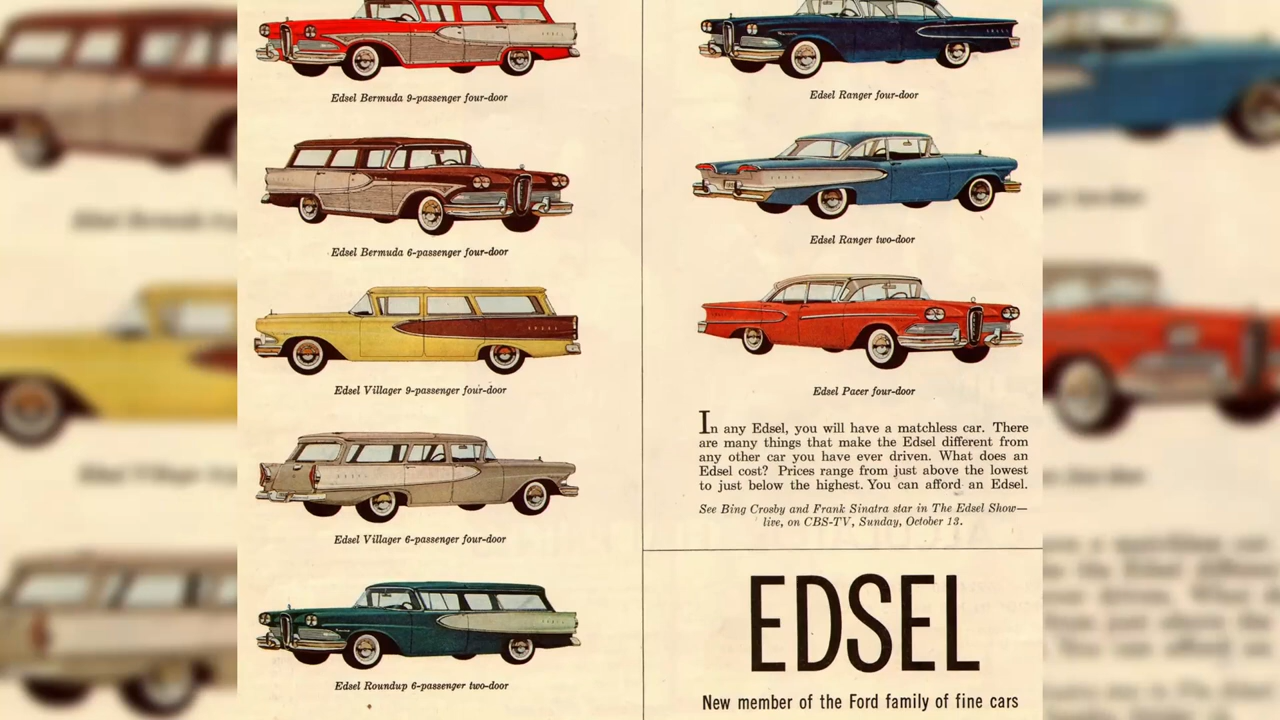 Edsel Bermuda 9-passenger four-door
Edsel Bermuda 6-passenger four-door
Edsel Villager 9-passenger four-door
Edsel Villager 6-passenger four-door
Edsel Roundup 6-passenger two-door
Edsel Ranger four-door
Edsel Ranger two-door
Edsel Pacer four-door
In any Edsel, you will have a matchless car. There
are many things that make the Edsel different from
any other car you have ever driven. What does an
Edsel cost? Prices range from just above the lowest
to just below the highest. You can afford an Edsel.
See Bing Crosby and Frank Sinatra star in The Edsel Show—
live, on CBS-TV, Sunday, October 13.
EDSEL
New member of the Ford family of fine cars